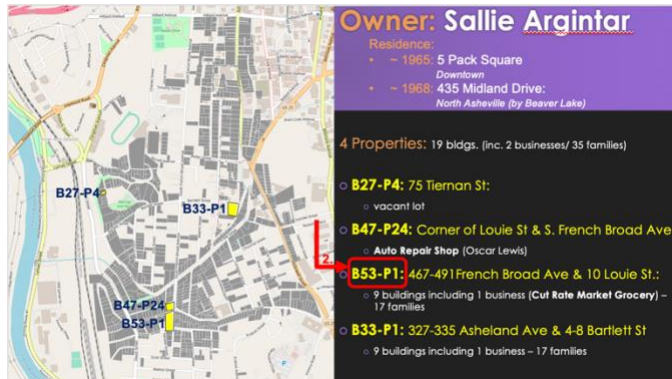 Owner: Sallie Argintar
Residence:
• ~ 1965: 5 Pack Square
Downtown
• ~ 1968: 435 Midland Drive:
North Asheville (by Beaver Lake)
4 Properties: 19 bldgs. (inc. 2 businesses/ 35 families)
B27-P4: 75 Tiernan St:
vacant lot
B47-P24: Corner of Louie St & S. French Broad Ave
Auto Repair Shop (Oscar Lewis)
2.
B53-P1: 467-491French Broad Ave & 10 Louie St.:
9 buildings including 1 business (Cut Rate Market Grocery) –
17 families
B33-P1: 327-335 Asheland Ave & 4-8 Bartlett St
9 buildings including 1 business – 17 families
B27-P4
B33-P1
B47-P24
B53-P1